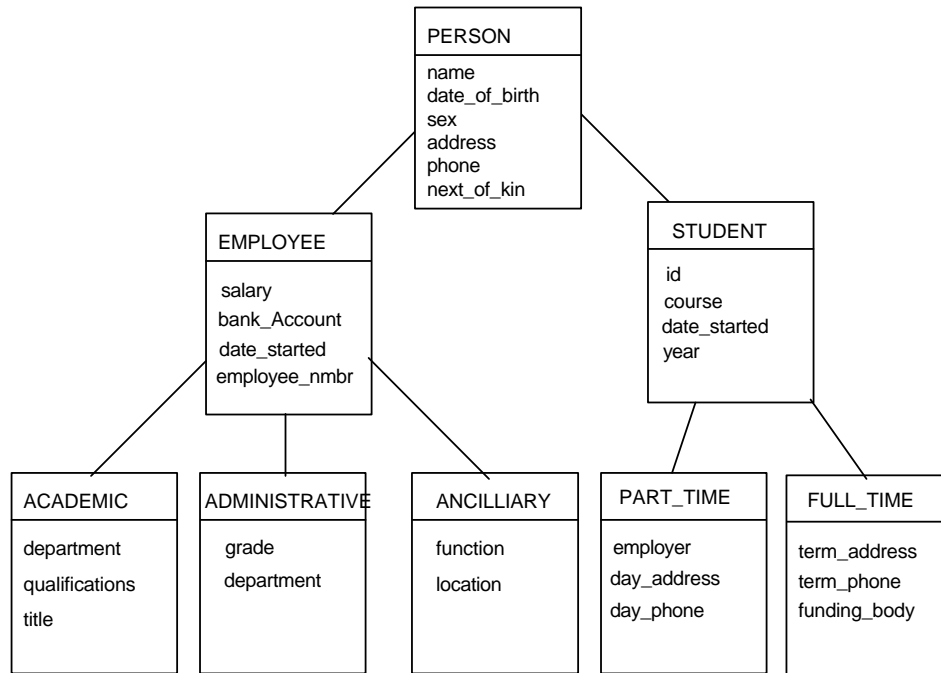 PERSON
name
date_of_birth
sex
address
phone
next_of_kin
EMPLOYEE
salary
bank_Account
date_started
employee_nmbr
STUDENT
id
course
date_started
year
ACADEMIC
department
qualifications
title
ADMINISTRATIVE
grade
department
ANCILLIARY
function
location
PART_TIME
employer
day_address
day_phone
FULL_TIME
term_address
term_phone
funding_body